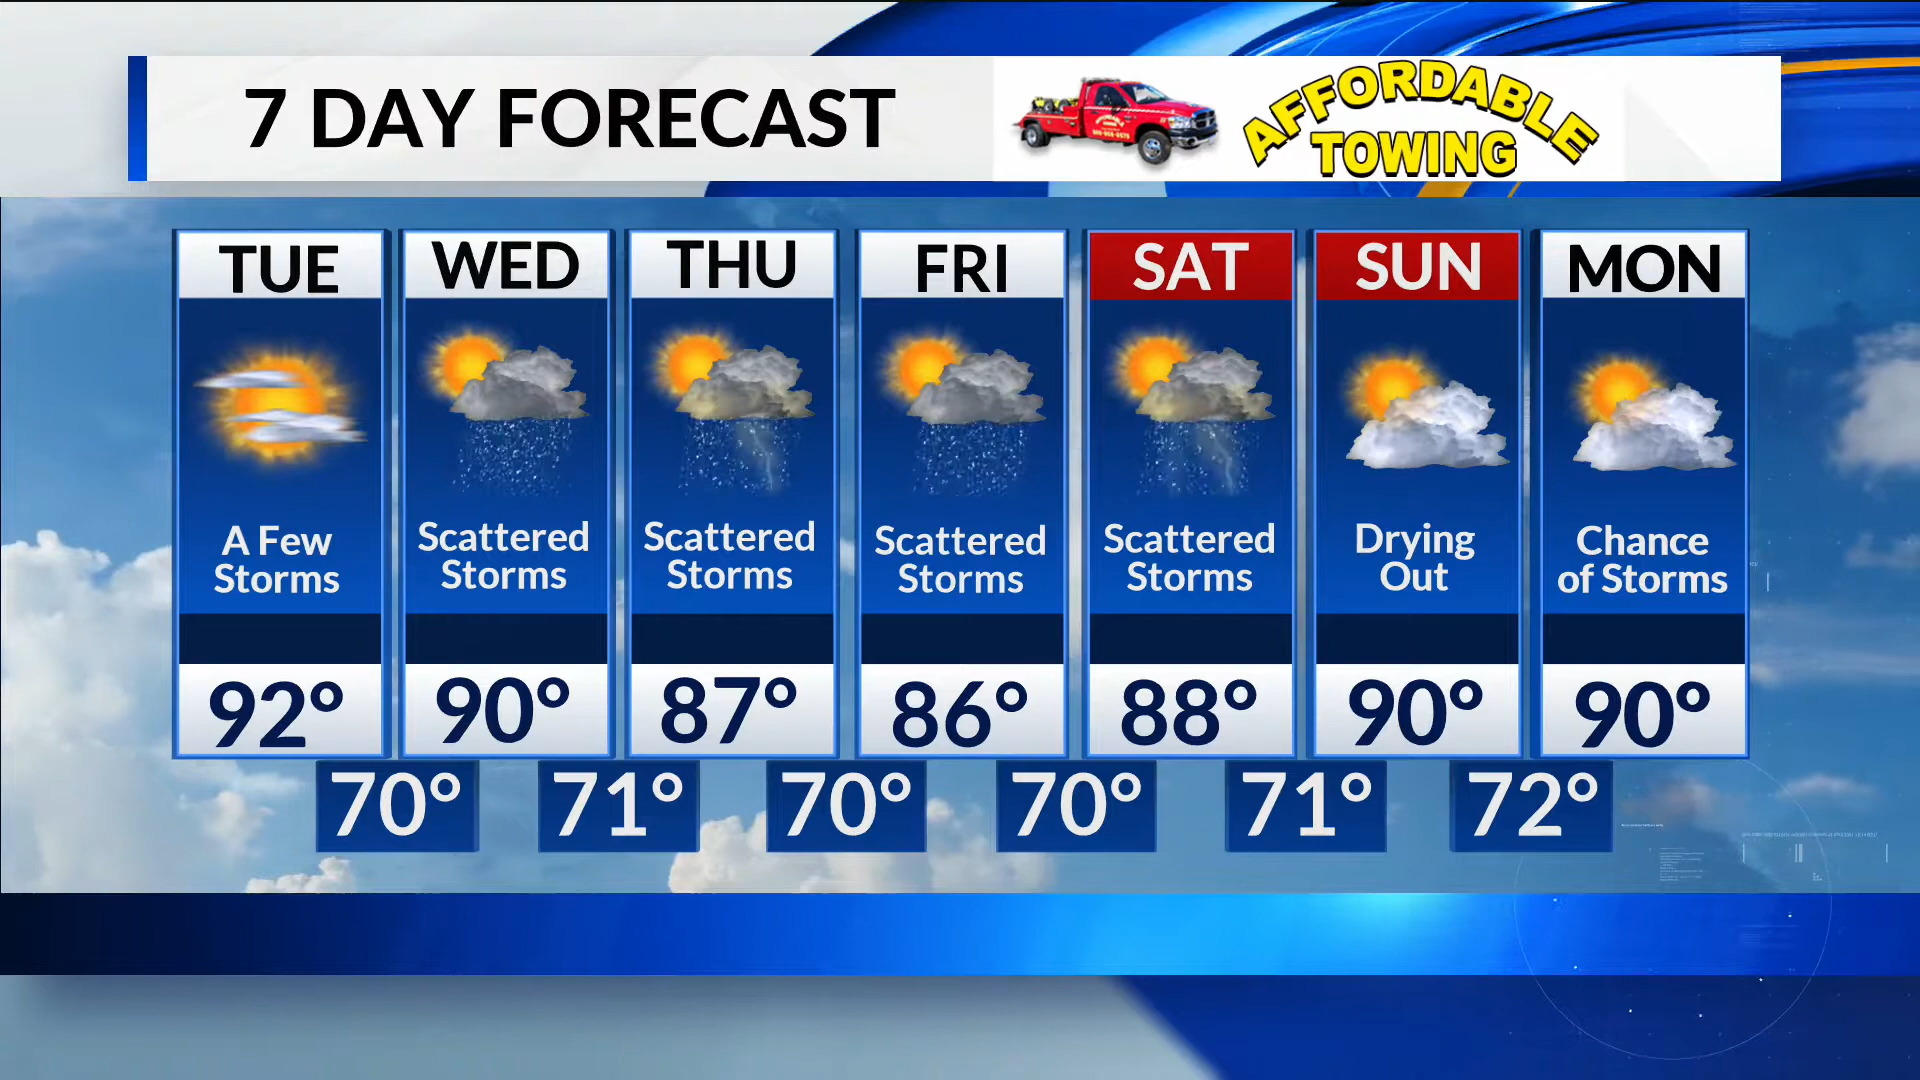 7 DAY FORECAST
AFFORDABLE
TOWING
TUE
WED
THU
FRI
SAT
SUN
MON
A Few
Storms
Scattered
Storms
Scattered
Storms
Scattered
Storms
Scattered
Storms
Drying
Out
Chance
of Storms
92°
90°
87°
86°
88°
90°
90°
70°
71°
70°
70°
71°
72°